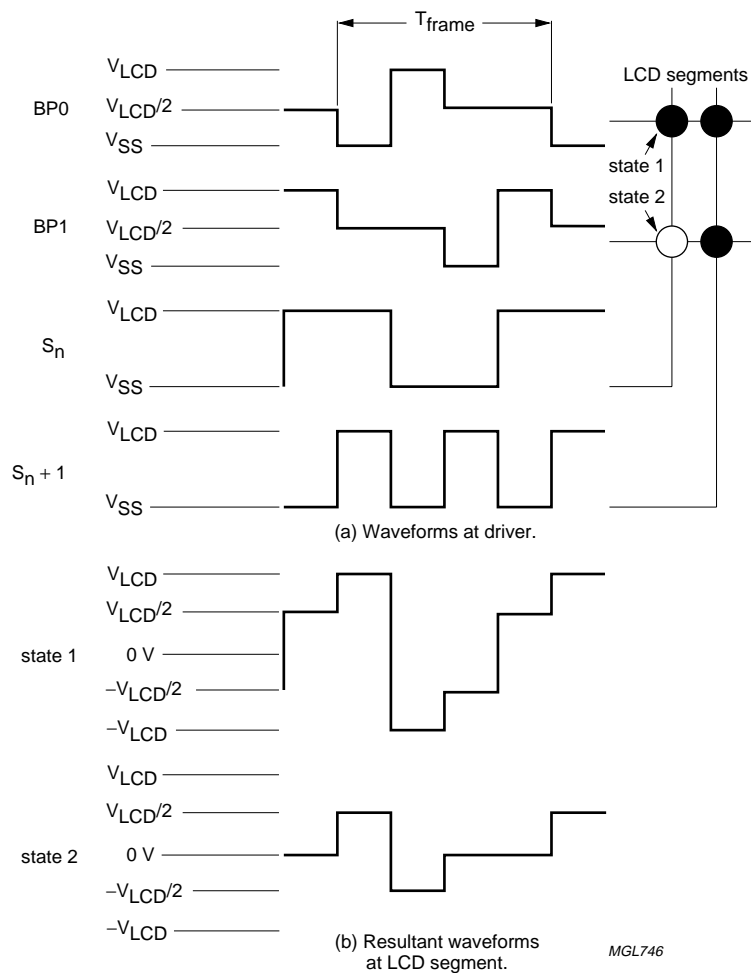 Tframe
VLCD
LCD segments
BP0
VLCD/2
VSS
state 1
VLCD
state 2
BP1
VLCD/2
VSS
VLCD
Sn
VSS
VLCD
Sn + 1
VSS
(a) Waveforms at driver.
VLCD
VLCD/2
state 1
0 V
−VLCD/2
−VLCD
VLCD
VLCD/2
state 2
0 V
−VLCD/2
−VLCD
(b) Resultant waveforms
at LCD segment.
MGL746